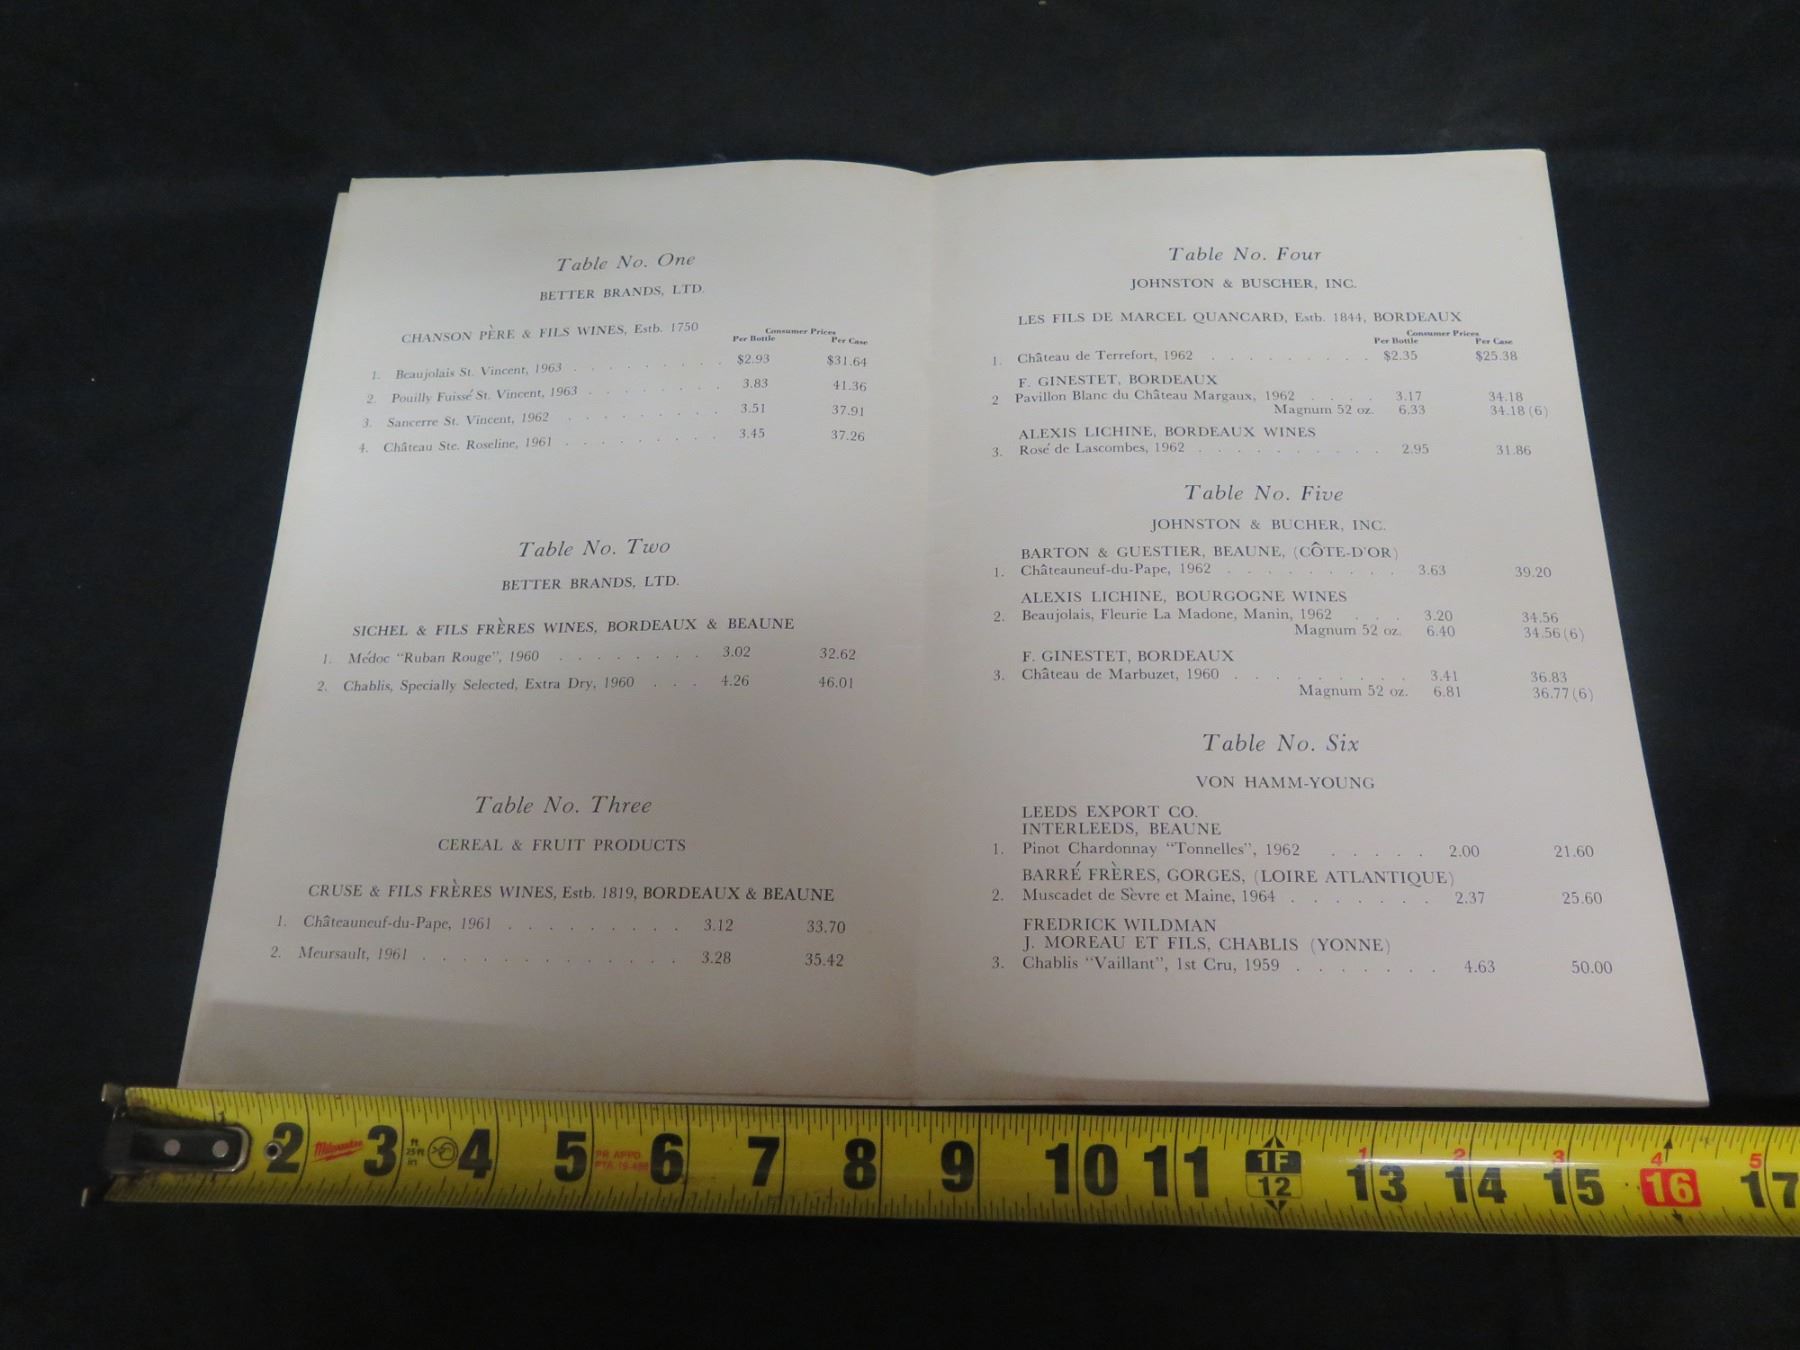 Table No. One
BETTER BRANDS, LTD.
CHANSON PÈRE & FILS WINES, Estb. 1750
Consumer Prices
Per Bottle Per Case
1. Beaujolais St. Vincent, 1963 . . . . . . . . . $2.93 $31.64
2. Pouilly Fuissé St. Vincent, 1963 . . . . . . . . 3.83 41.36
3. Sancerre St. Vincent, 1962 . . . . . . . . . 3.51 37.91
4. Château Ste. Roseline, 1961 . . . . . . . . . 3.45 37.26
Table No. Two
BETTER BRANDS, LTD.
SICHEL & FILS FRÈRES WINES, BORDEAUX & BEAUNE
1. Médoc “Ruban Rouge”, 1960 . . . . . . . . 3.02 32.62
2. Chablis, Specially Selected, Extra Dry, 1960 . . . 4.26 46.01
Table No. Three
CEREAL & FRUIT PRODUCTS
CRUSE & FILS FRÈRES WINES, Estb. 1819, BORDEAUX & BEAUNE
1. Châteauneuf-du-Pape, 1961 . . . . . . . . . 3.12 33.70
2. Meursault, 1961 . . . . . . . . . . . . . 3.28 35.42
Table No. Four
JOHNSTON & BUSCHER, INC.
LES FILS DE MARCEL QUANCARD, Estb. 1844, BORDEAUX
Consumer Prices
Per Bottle Per Case
1. Château de Terrefort, 1962 . . . . . . . . . $2.35 $25.38
F. GINESTET, BORDEAUX
2 Pavillon Blanc du Château Margaux, 1962 . . . . 3.17 34.18
Magnum 52 oz. 6.33 34.18 (6)
ALEXIS LICHINE, BORDEAUX WINES
3. Rosé de Lascombes, 1962 . . . . . . . . . . 2.95 31.86
Table No. Five
JOHNSTON & BUCHER, INC.
BARTON & GUESTIER, BEAUNE, (CÔTE-D'OR)
1. Châteauneuf-du-Pape, 1962 . . . . . . . . . 3.63 39.20
ALEXIS LICHINE, BOURGOGNE WINES
2. Beaujolais, Fleurie La Madone, Manin, 1962 . . . 3.20 34.56
Magnum 52 oz. 6.40 34.56 (6)
F. GINESTET, BORDEAUX
3. Château de Marbuzet, 1960 . . . . . . . . . 3.41 36.83
Magnum 52 oz. 6.81 36.77 (6)
Table No. Six
VON HAMM-YOUNG
LEEDS EXPORT CO.
INTERLEEDS, BEAUNE
1. Pinot Chardonnay “Tonnelles”, 1962 . . . . . 2.00 21.60
BARRÉ FRÈRES, GORGES, (LOIRE ATLANTIQUE)
2. Muscadet de Sèvre et Maine, 1964 . . . . . . . 2.37 25.60
FREDRICK WILDMAN
J. MOREAU ET FILS, CHABLIS (YONNE)
3. Chablis “Vaillant”, 1st Cru, 1959 . . . . . . . 4.63 50.00
1 2 Milwaukee 3 ft 25 ft in 4 5 PR APPD 6 7 8 9 10 11 1F 12 1 13 2 14 3 15 4 16 5 17